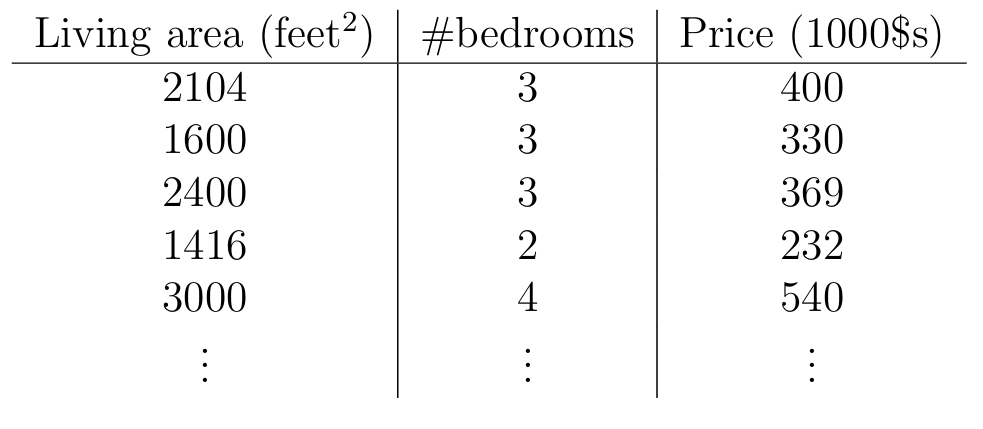 Living area (feet²) #bedrooms Price (1000$s)
2104 3 400
1600 3 330
2400 3 369
1416 2 232
3000 4 540
⋮ ⋮ ⋮